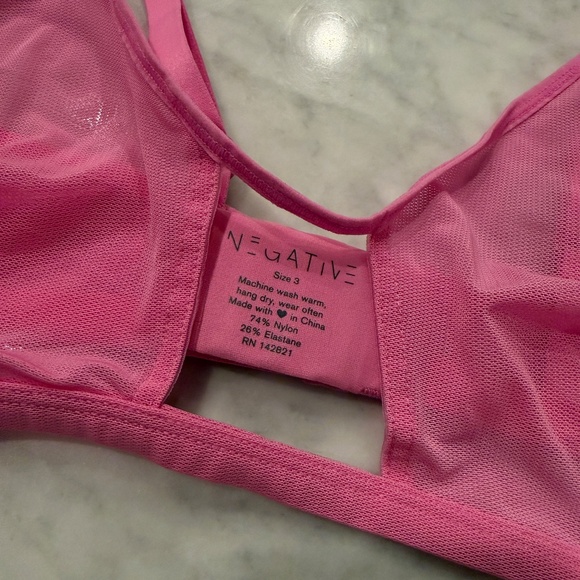 NEGATIVE
Size 3
Machine wash warm,
hang dry, wear often
Made with ♥ in China
74% Nylon
26% Elastane
RN 142821